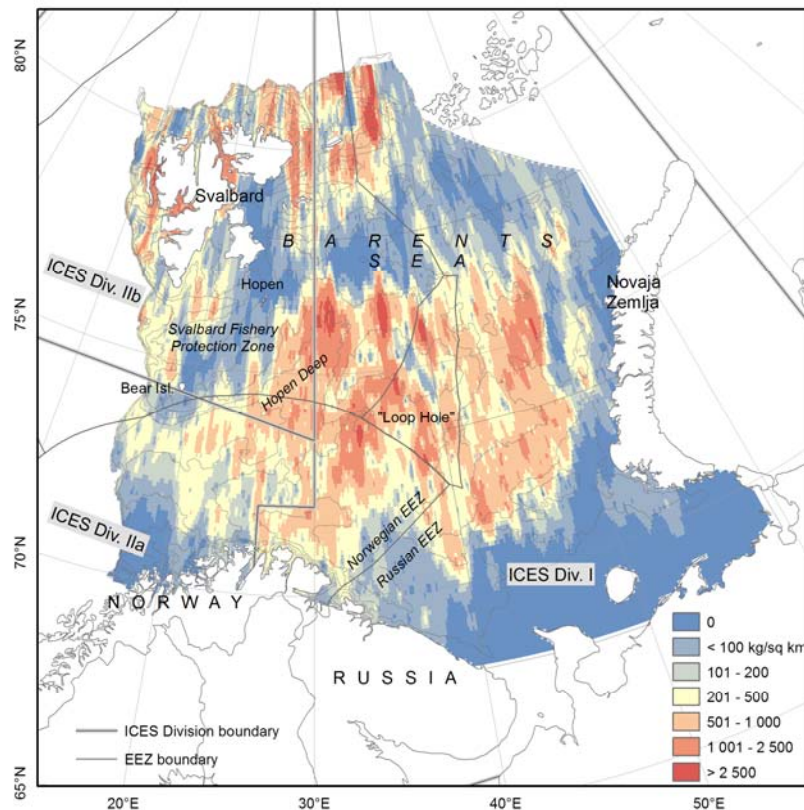 80°N
75°N
70°N
65°N
Svalbard
B A R E N T S
S E A
ICES Div. IIb
Hopen
Novaja
Zemlja
Svalbard Fishery
Protection Zone
Bear Isl.
Hopen Deep
"Loop Hole"
ICES Div. IIa
Norwegian EEZ
Russian EEZ
ICES Div. I
N O R W A Y
R U S S I A
0
< 100 kg/sq km
101 - 200
201 - 500
501 - 1 000
1 001 - 2 500
> 2 500
ICES Division boundary
EEZ boundary
20°E
30°E
40°E
50°E